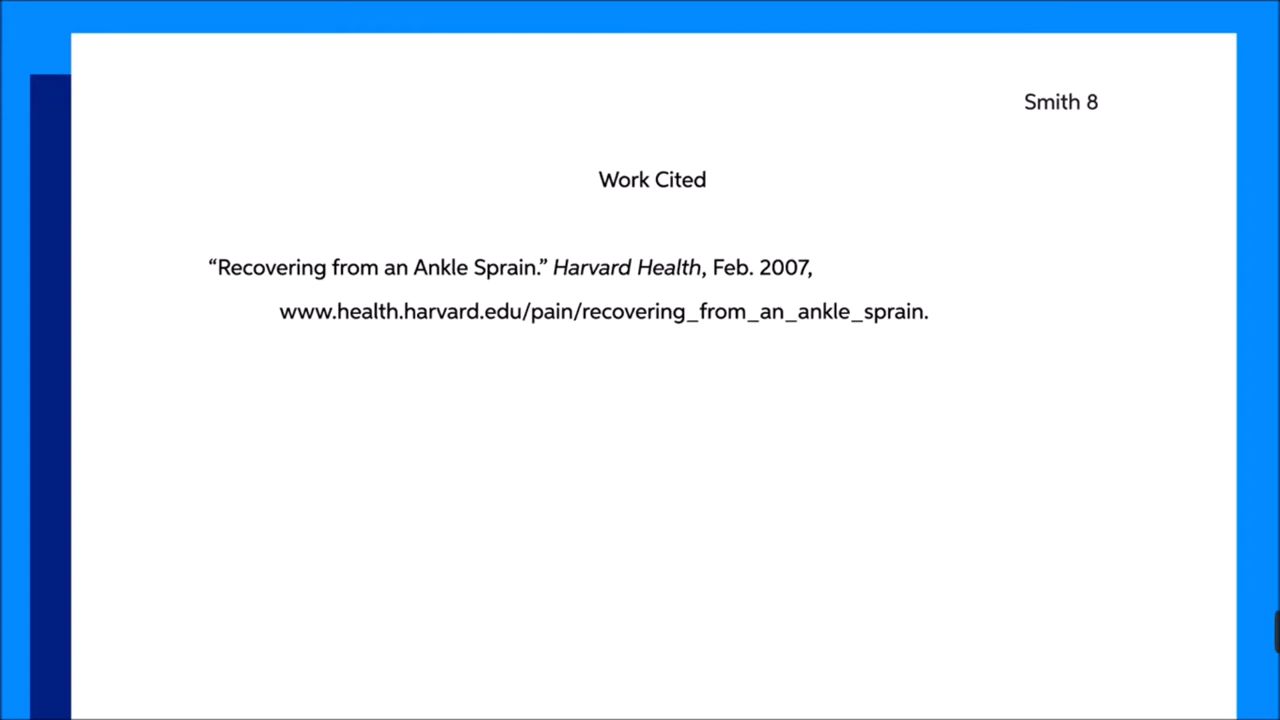 Smith 8
Work Cited
“Recovering from an Ankle Sprain.” Harvard Health, Feb. 2007,
www.health.harvard.edu/pain/recovering_from_an_ankle_sprain.